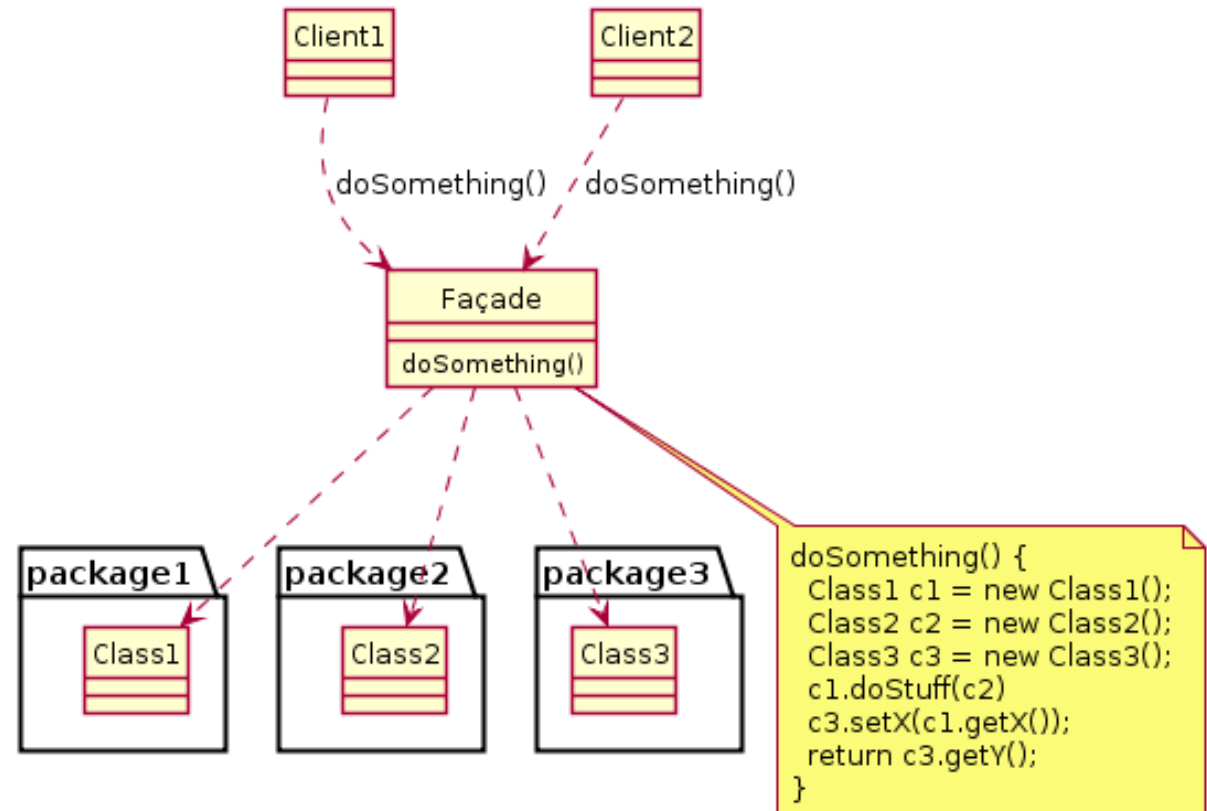 Client1
Client2
doSomething()
doSomething()
Façade
doSomething()
package1
package2
package3
Class1
Class2
Class3
doSomething() {
Class1 c1 = new Class1();
Class2 c2 = new Class2();
Class3 c3 = new Class3();
c1.doStuff(c2)
c3.setX(c1.getX());
return c3.getY();
}